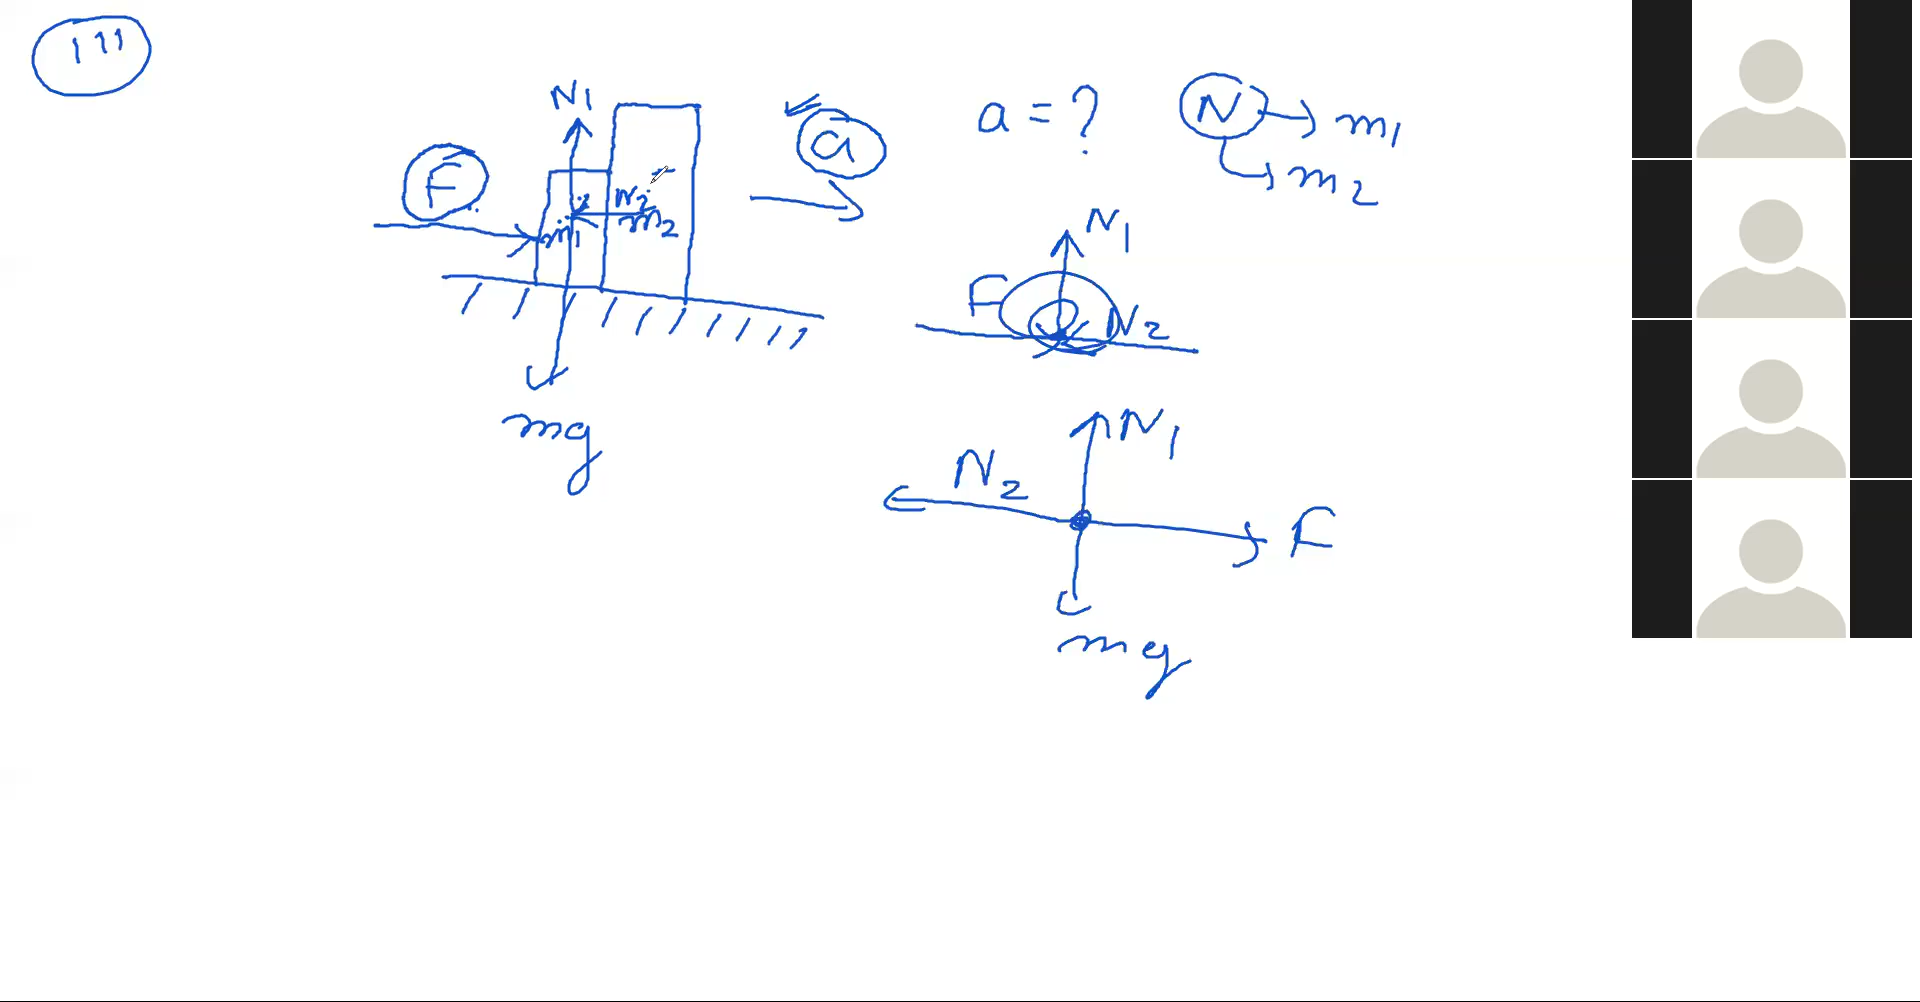 111
N1
F
m1
N2
m2
a
mg
a = ?
N → m1
→ m2
N1
F
N2
N1
N2
F
mg